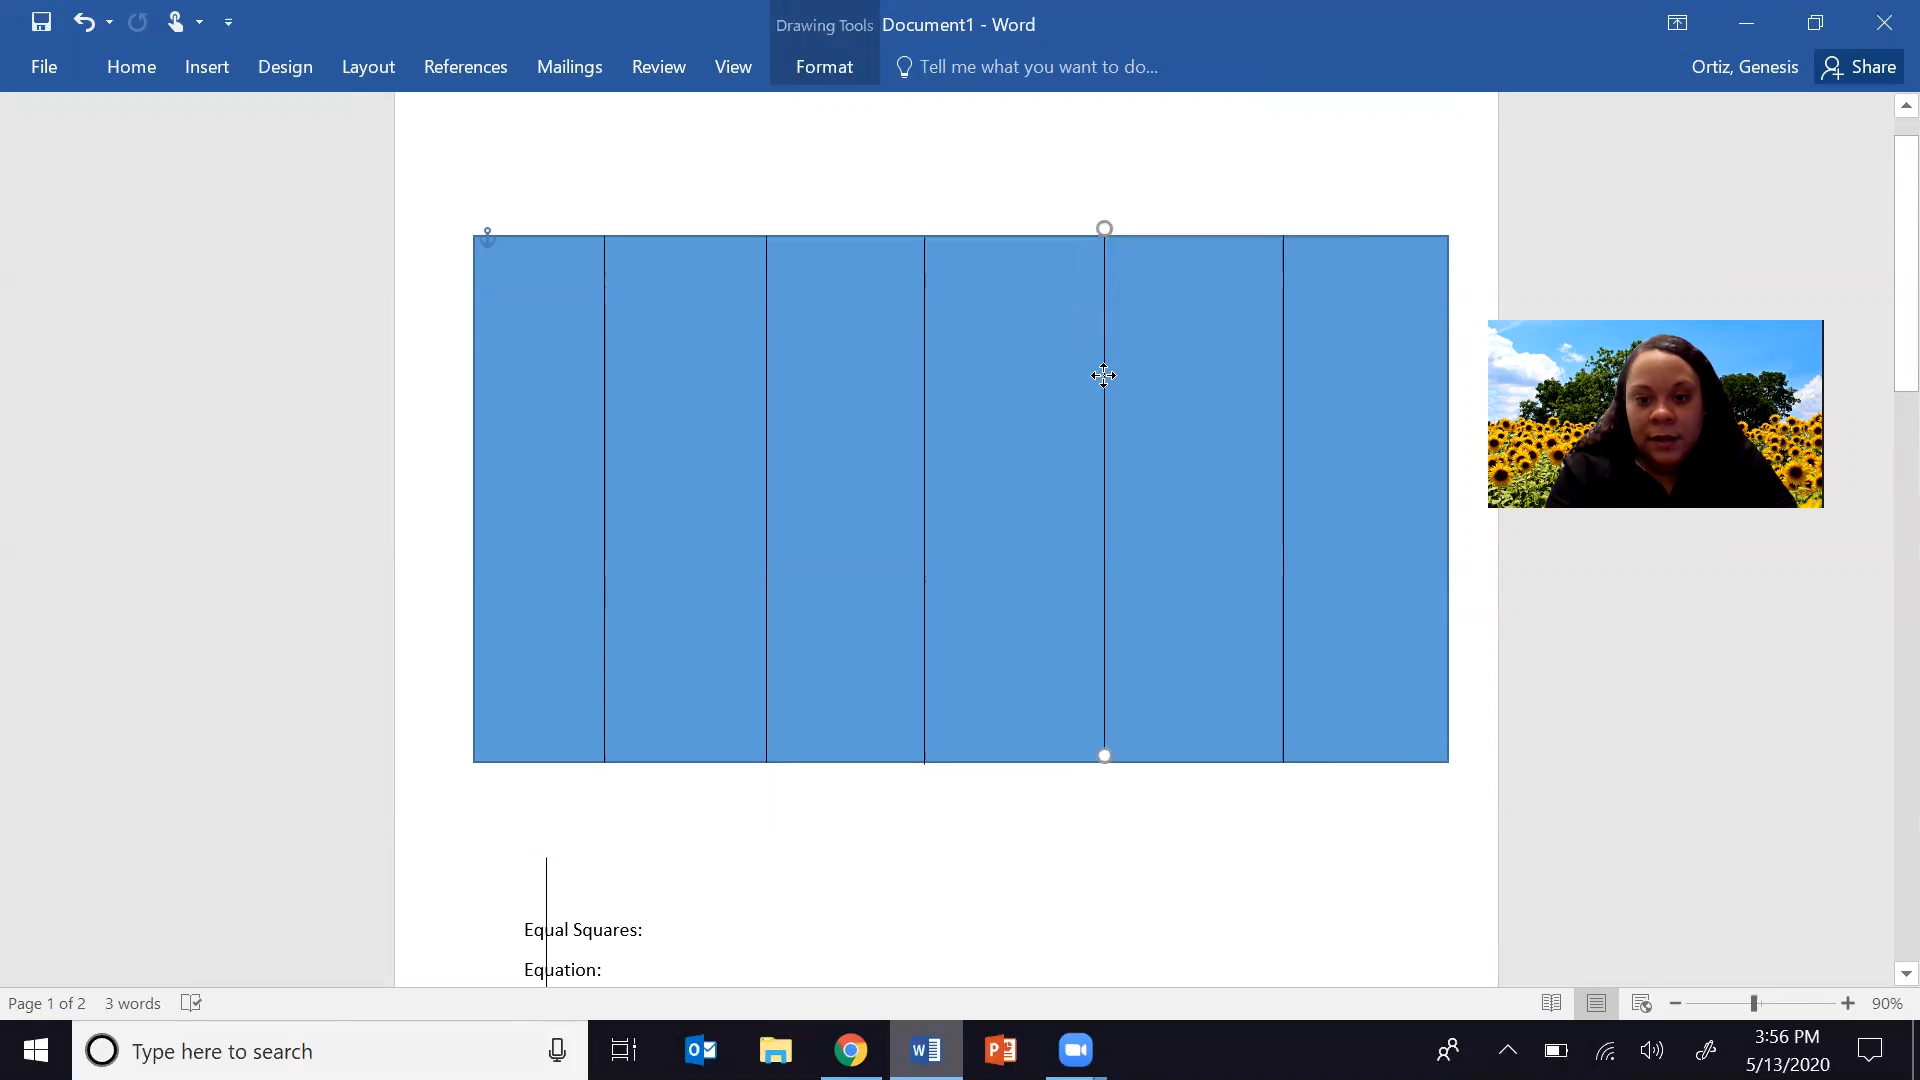 Drawing Tools
Document1 - Word
File Home Insert Design Layout References Mailings Review View Format Tell me what you want to do...
Ortiz, Genesis Share
Equal Squares:
Equation:
Page 1 of 2 3 words
90%
Type here to search
3:56 PM
5/13/2020